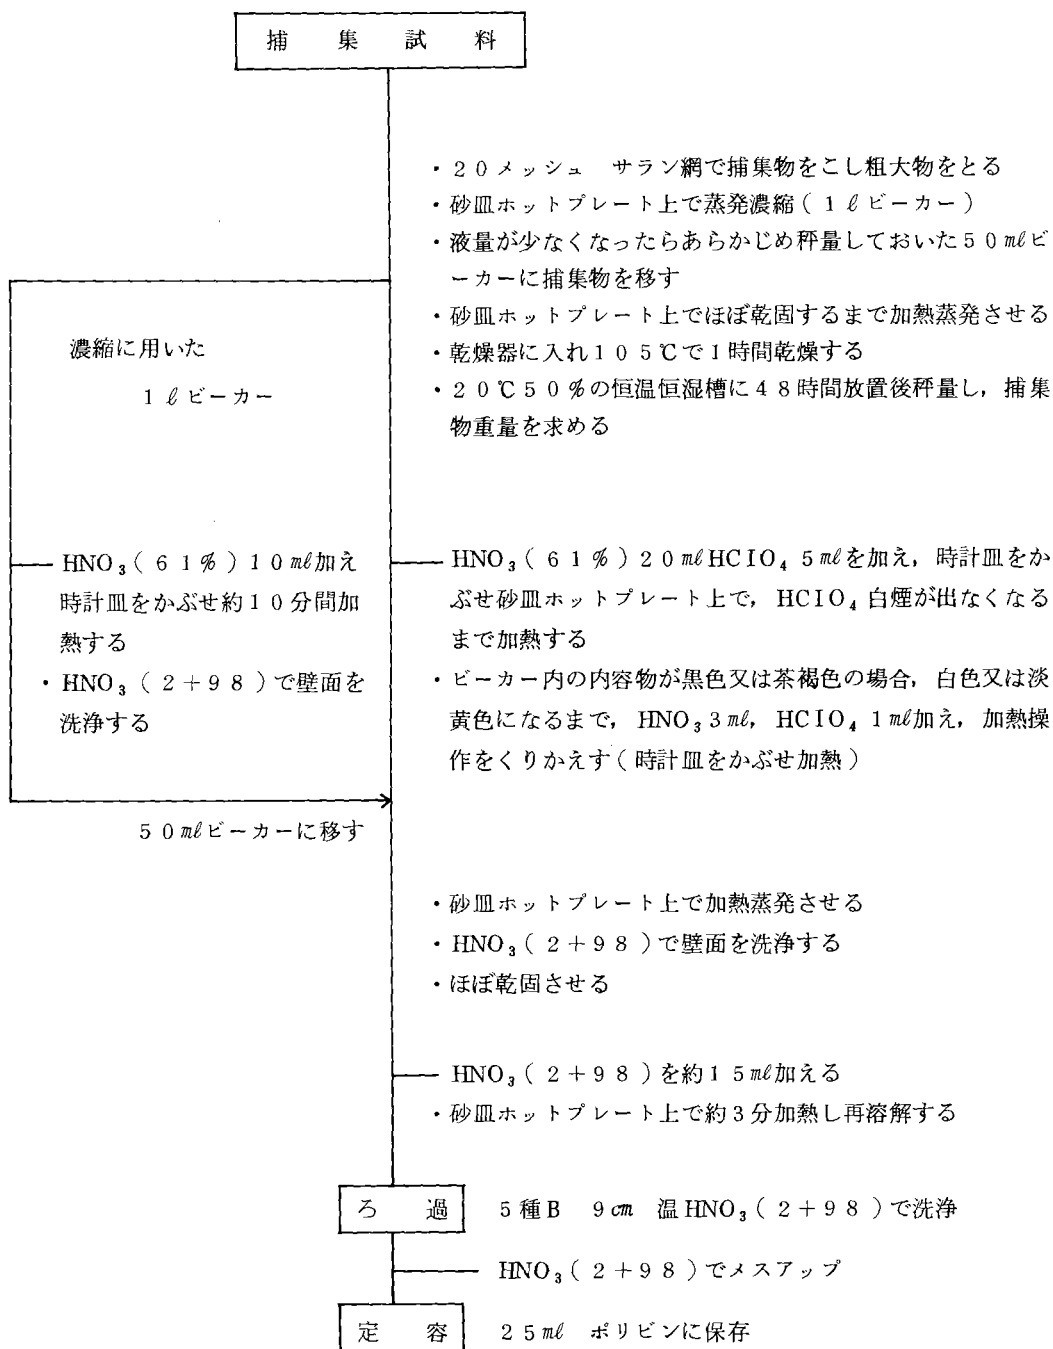 捕集試料
・20メッシュ サラン網で捕集物をこし粗大物をとる
・砂皿ホットプレート上で蒸発濃縮(1ℓビーカー)
・液量が少なくなったらあらかじめ秤量しておいた50mℓビ
ーカーに捕集物を移す
・砂皿ホットプレート上でほぼ乾固するまで加熱蒸発させる
・乾燥器に入れ105℃で1時間乾燥する
・20℃50%の恒温恒湿槽に48時間放置後秤量し,捕集
物重量を求める
濃縮に用いた
1ℓビーカー
HNO₃(61%)10mℓ加え
時計皿をかぶせ約10分間加
熱する
・HNO₃(2+98)で壁面を
洗浄する
HNO₃(61%)20mℓHClO₄ 5mℓを加え,時計皿をか
ぶせ砂皿ホットプレート上で,HClO₄白煙が出なくなる
まで加熱する
・ビーカー内の内容物が黒色又は茶褐色の場合,白色又は淡
黄色になるまで,HNO₃3mℓ,HClO₄ 1mℓ加え,加熱操
作をくりかえす(時計皿をかぶせ加熱)
50mℓビーカーに移す
・砂皿ホットプレート上で加熱蒸発させる
・HNO₃(2+98)で壁面を洗浄する
・ほぼ乾固させる
HNO₃(2+98)を約15mℓ加える
・砂皿ホットプレート上で約3分加熱し再溶解する
ろ過 5種B 9cm 温HNO₃(2+98)で洗浄
HNO₃(2+98)でメスアップ
定容 25mℓ ポリビンに保存